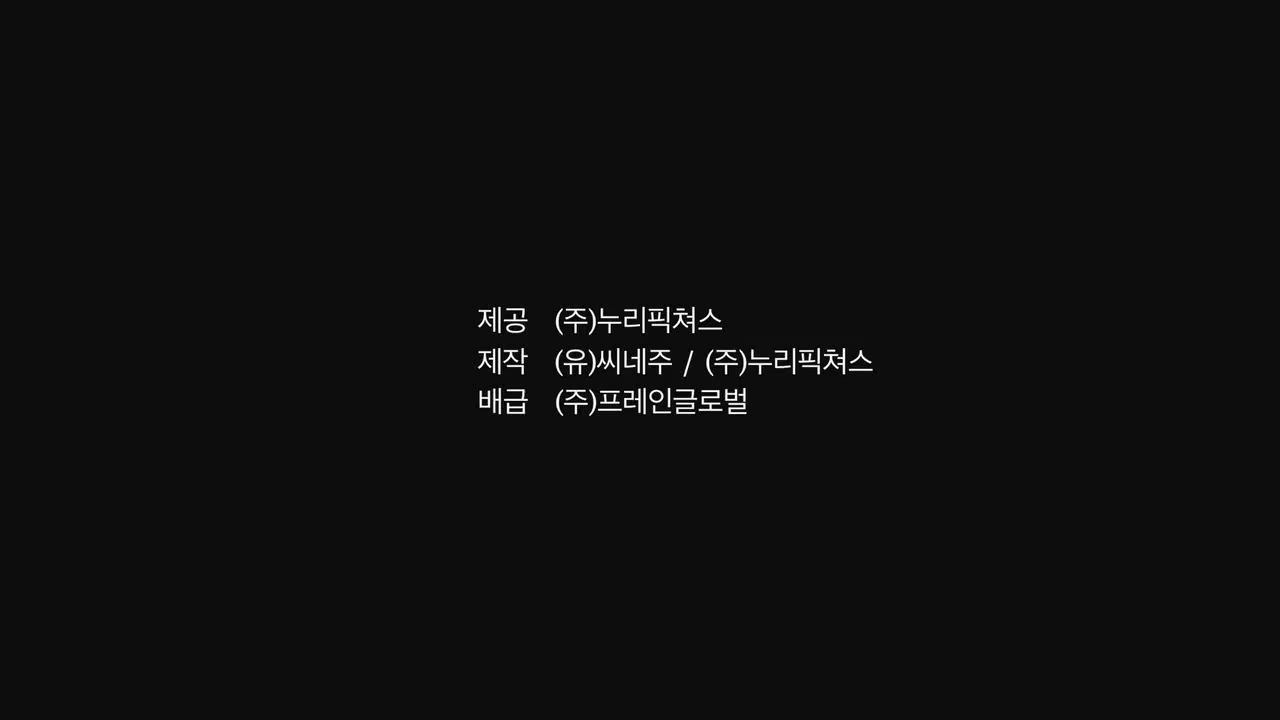 제공 (주)누리픽쳐스
제작 (유)씨네주 / (주)누리픽쳐스
배급 (주)프레인글로벌